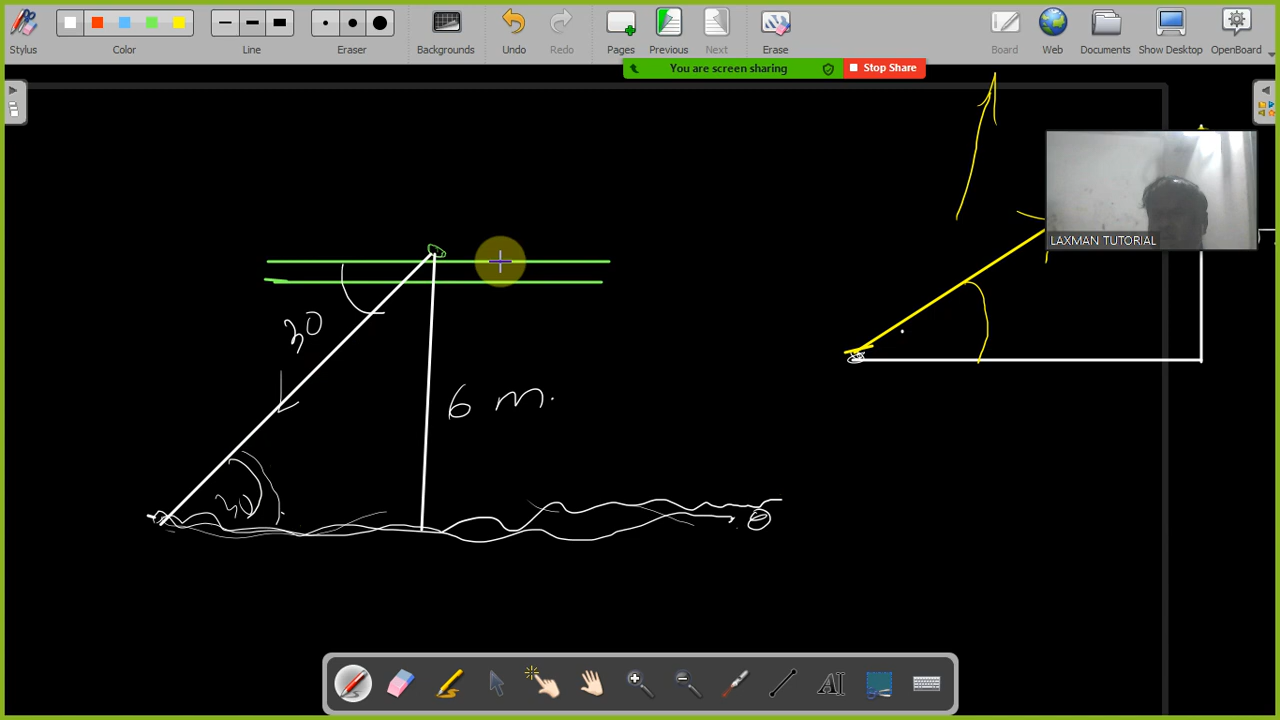 Stylus
Color
Line
Eraser
Backgrounds
Undo
Redo
Pages
Previous
Next
Erase
Board
Web
Documents
Show Desktop
OpenBoard
You are screen sharing
Stop Share
LAXMAN TUTORIAL
30
6 m.
30
AI